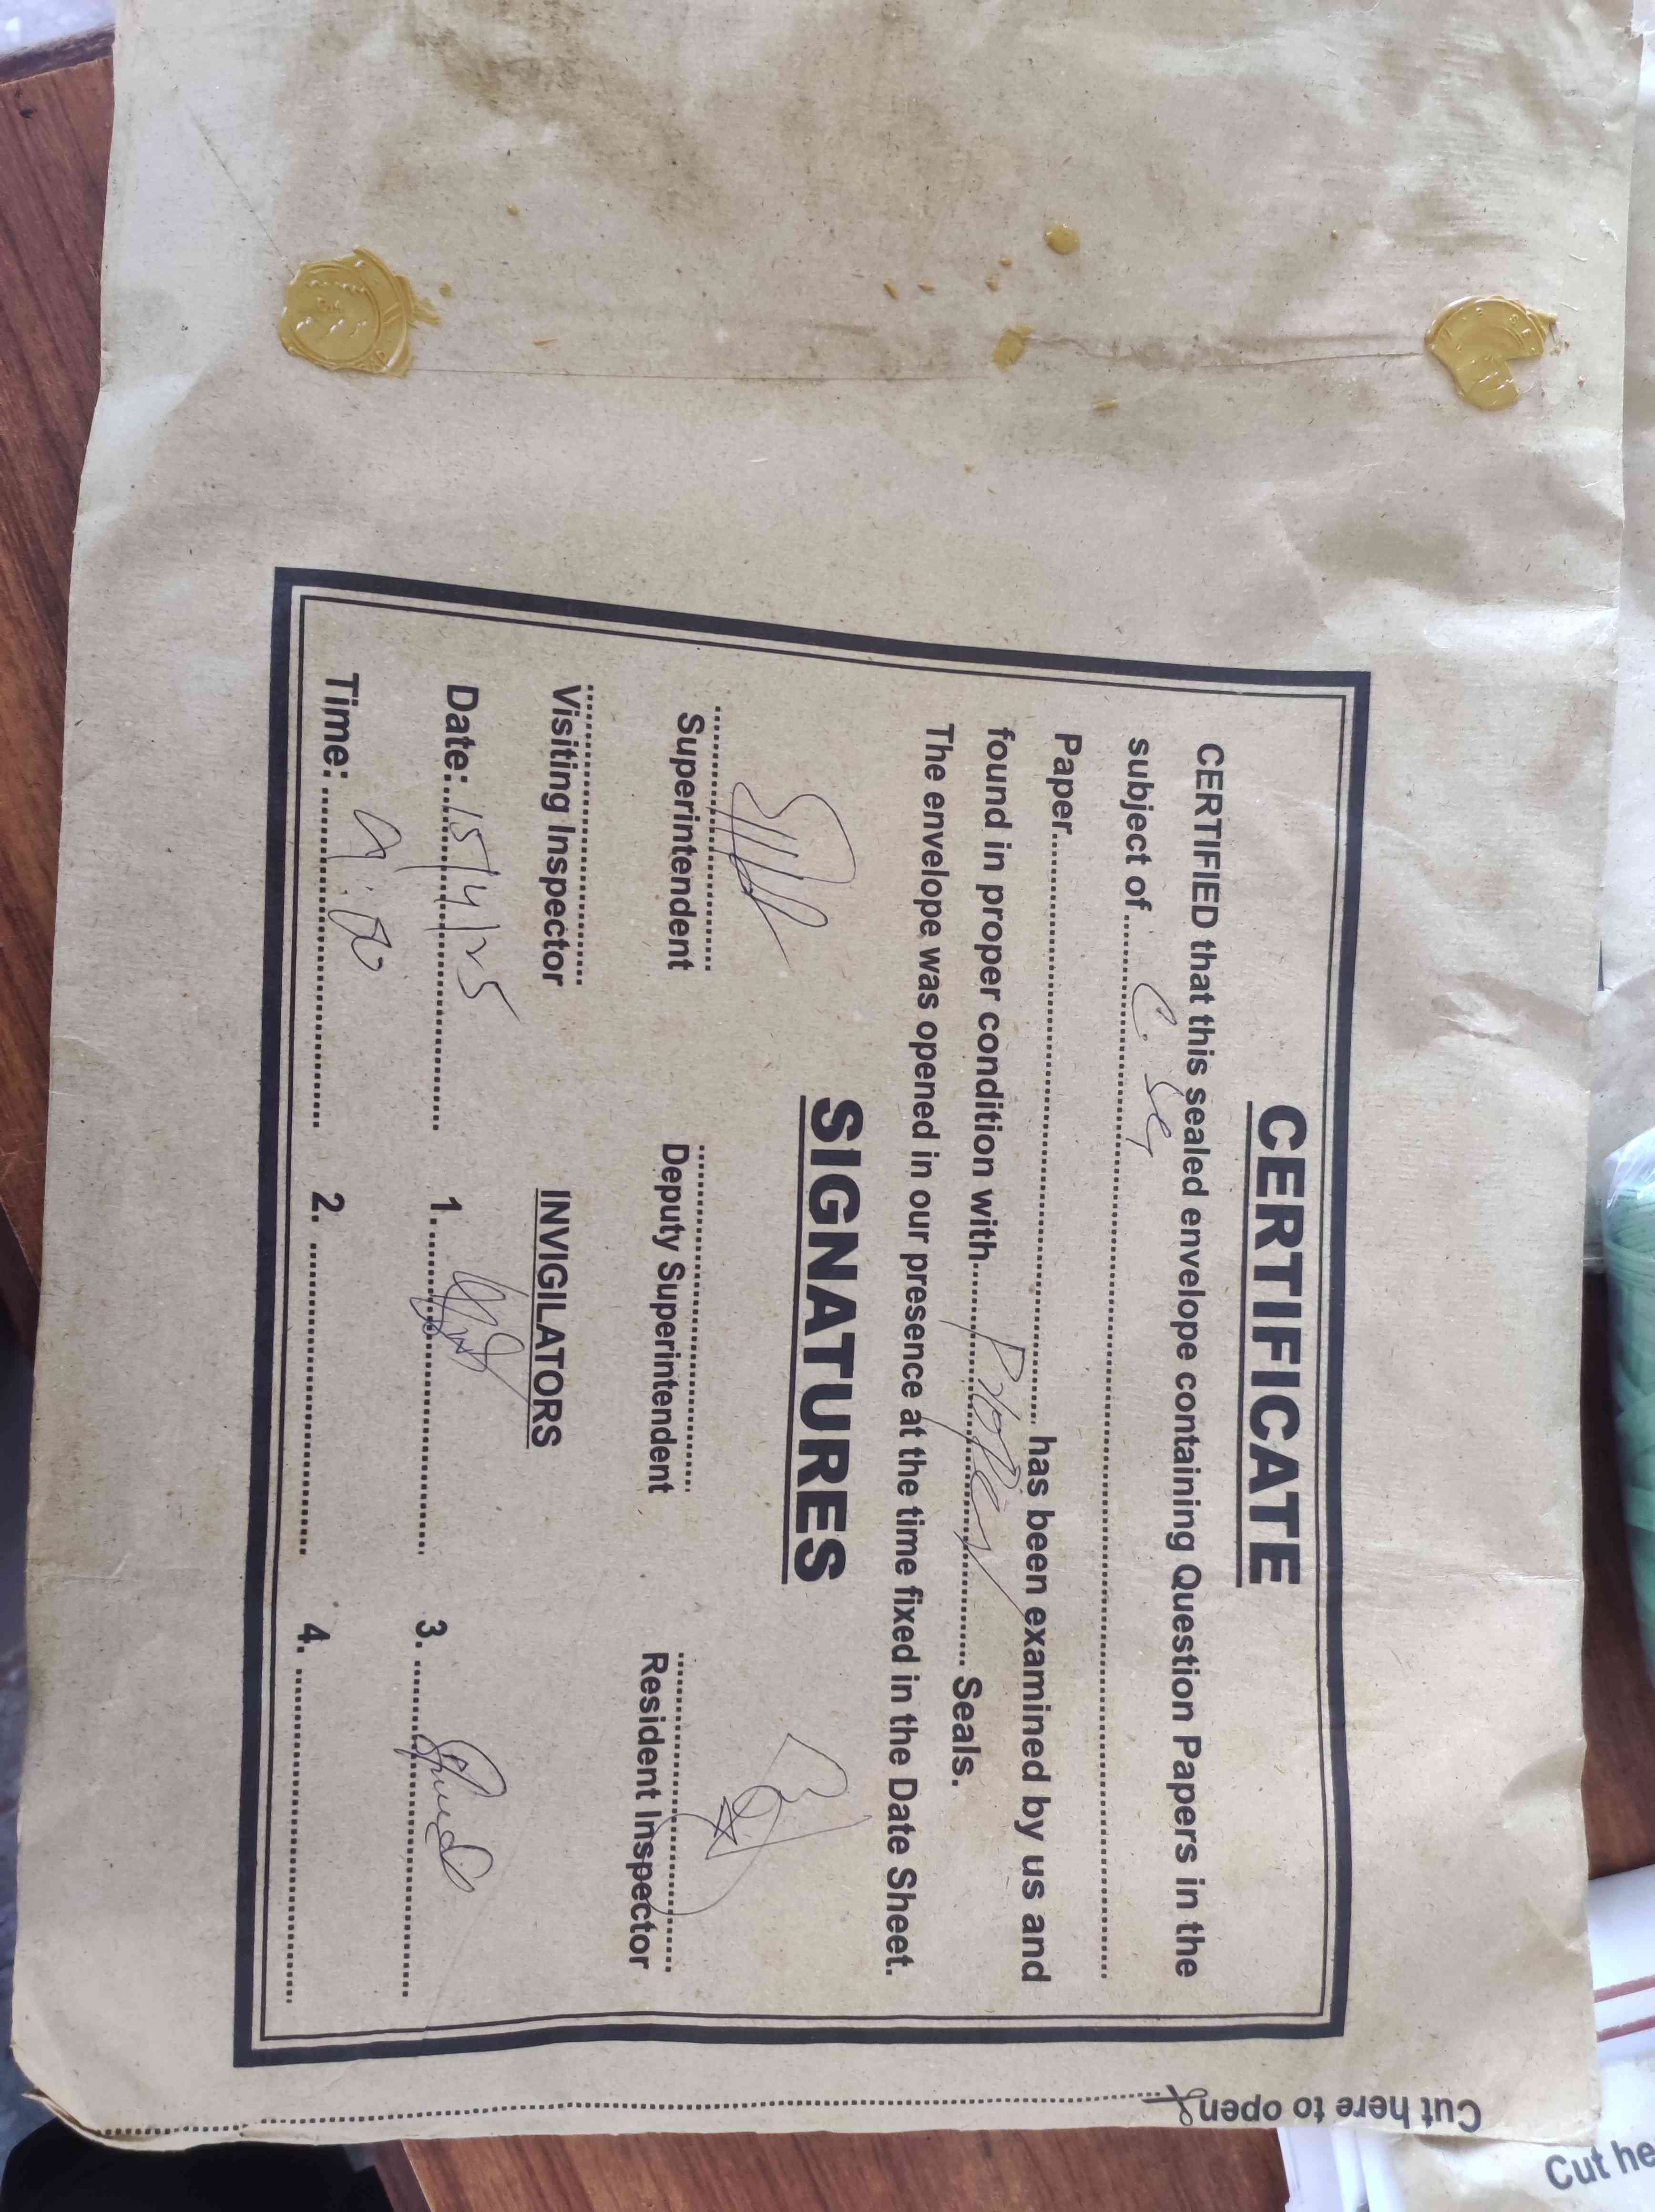 CERTIFICATE
CERTIFIED that this sealed envelope containing Question Papers in the
subject of.......... C. Sc ..........
Paper.......... has been examined by us and
found in proper condition with.......... Proper .......... Seals.
The envelope was opened in our presence at the time fixed in the Date Sheet.
SIGNATURES
Superintendent Deputy Superintendent Resident Inspector
Visiting Inspector INVIGILATORS
Date: 15/4/25 1. 3.
Time: 2. 4.
Cut here to open
Cut he